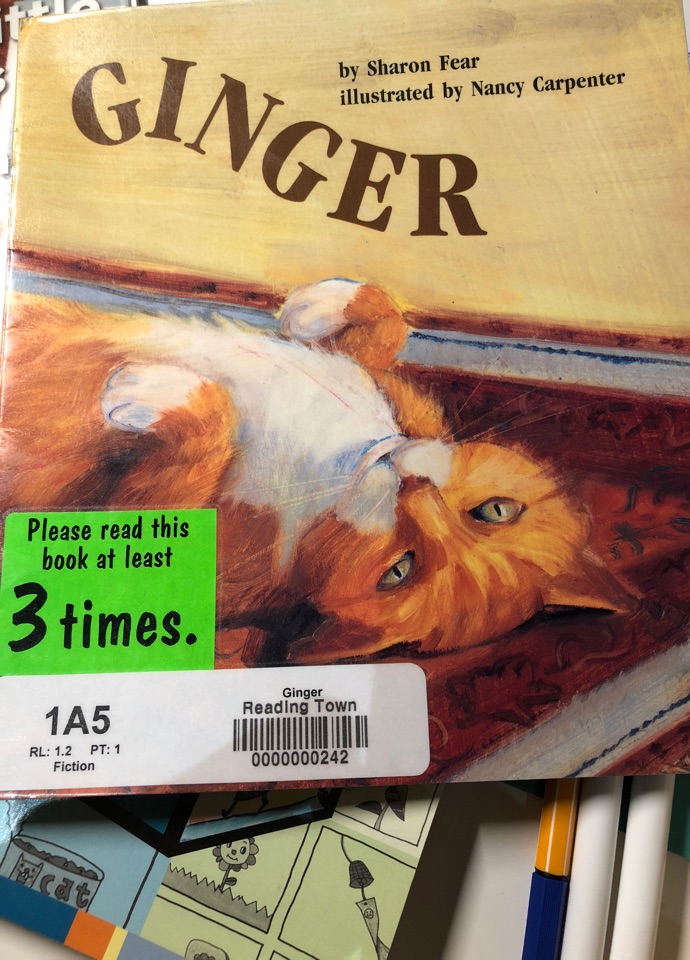 GINGER
by Sharon Fear
illustrated by Nancy Carpenter
Please read this
book at least
3 times.
1A5
RL: 1.2 PT: 1
Fiction
Ginger
Reading Town
0000000242
cat